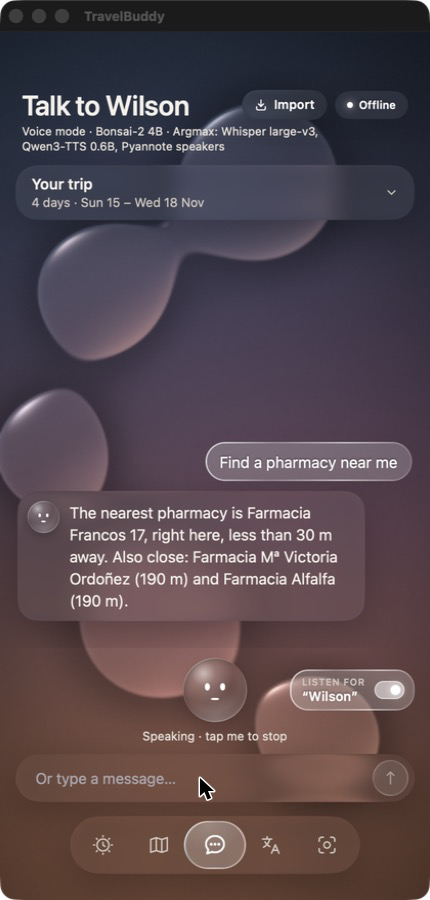 TravelBuddy
Talk to Wilson
Import
Offline
Voice mode · Bonsai-2 4B · Argmax: Whisper large-v3,
Qwen3-TTS 0.6B, Pyannote speakers
Your trip
4 days · Sun 15 – Wed 18 Nov
Find a pharmacy near me
The nearest pharmacy is Farmacia
Francos 17, right here, less than 30 m
away. Also close: Farmacia Mª Victoria
Ordoñez (190 m) and Farmacia Alfalfa
(190 m).
LISTEN FOR
“Wilson”
Speaking · tap me to stop
Or type a message...